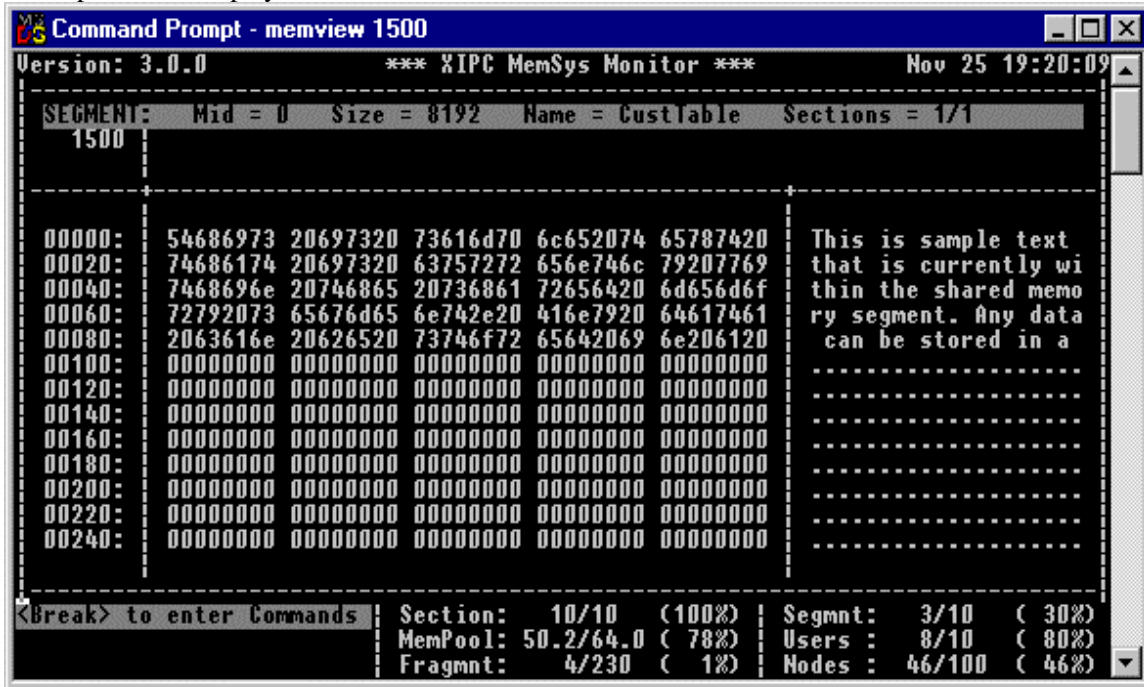 Command Prompt - memview 1500
Version: 3.0.0 *** XIPC MemSys Monitor *** Nov 25 19:20:09
SEGMENT: Mid = 0 Size = 8192 Name = CustTable Sections = 1/1
1500
00000: 54686973 20697320 73616d70 6c652074 65787420 This is sample text
00020: 74686174 20697320 63757272 656e746c 79207769 that is currently wi
00040: 7468696e 20746865 20736861 72656420 6d656d6f thin the shared memo
00060: 72792073 65676d65 6e742e20 416e7920 64617461 ry segment. Any data
00080: 2063616e 20626520 73746f72 65642069 6e206120 can be stored in a
00100: 00000000 00000000 00000000 00000000 00000000 ....................
00120: 00000000 00000000 00000000 00000000 00000000 ....................
00140: 00000000 00000000 00000000 00000000 00000000 ....................
00160: 00000000 00000000 00000000 00000000 00000000 ....................
00180: 00000000 00000000 00000000 00000000 00000000 ....................
00200: 00000000 00000000 00000000 00000000 00000000 ....................
00220: 00000000 00000000 00000000 00000000 00000000 ....................
00240: 00000000 00000000 00000000 00000000 00000000 ....................
<Break> to enter Commands Section: 10/10 (100%) Segmnt: 3/10 ( 30%)
MemPool: 50.2/64.0 ( 78%) Users : 8/10 ( 80%)
Fragmnt: 4/230 ( 1%) Nodes : 46/100 ( 46%)